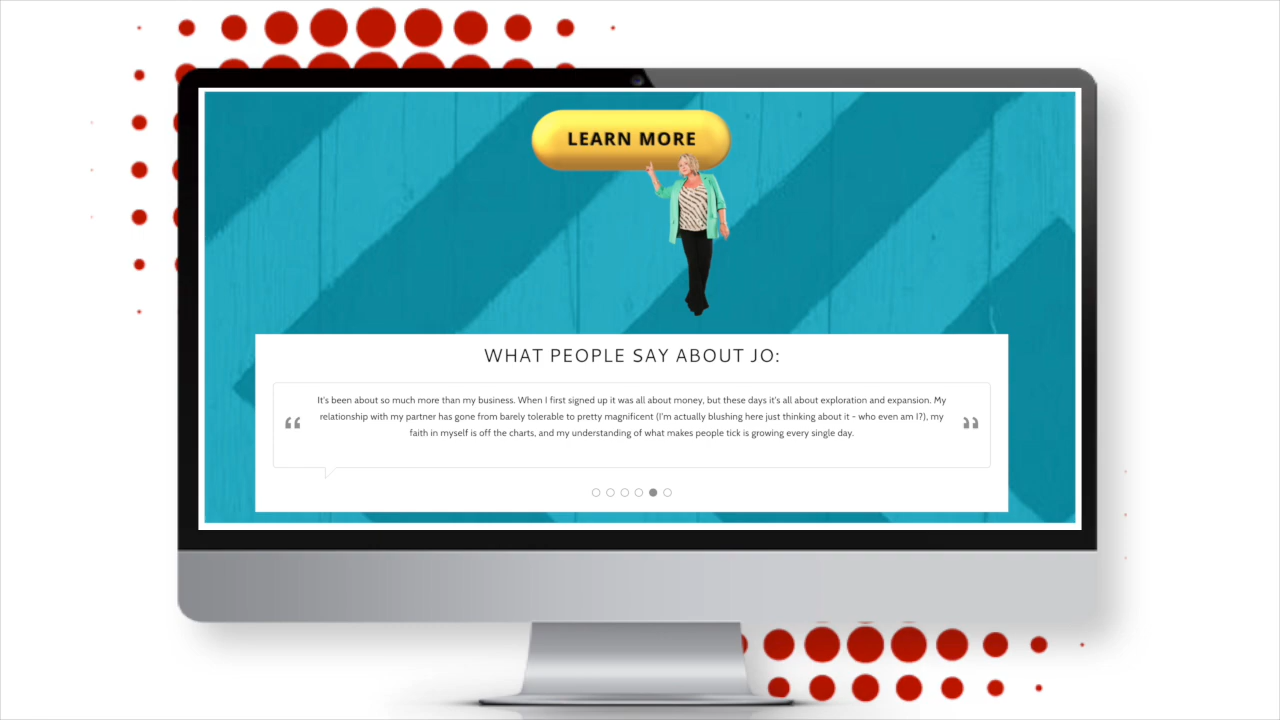 LEARN MORE
WHAT PEOPLE SAY ABOUT JO:
“ It's been about so much more than my business. When I first signed up it was all about money, but these days it's all about exploration and expansion. My
relationship with my partner has gone from barely tolerable to pretty magnificent (I'm actually blushing here just thinking about it - who even am I?), my
faith in myself is off the charts, and my understanding of what makes people tick is growing every single day. ”